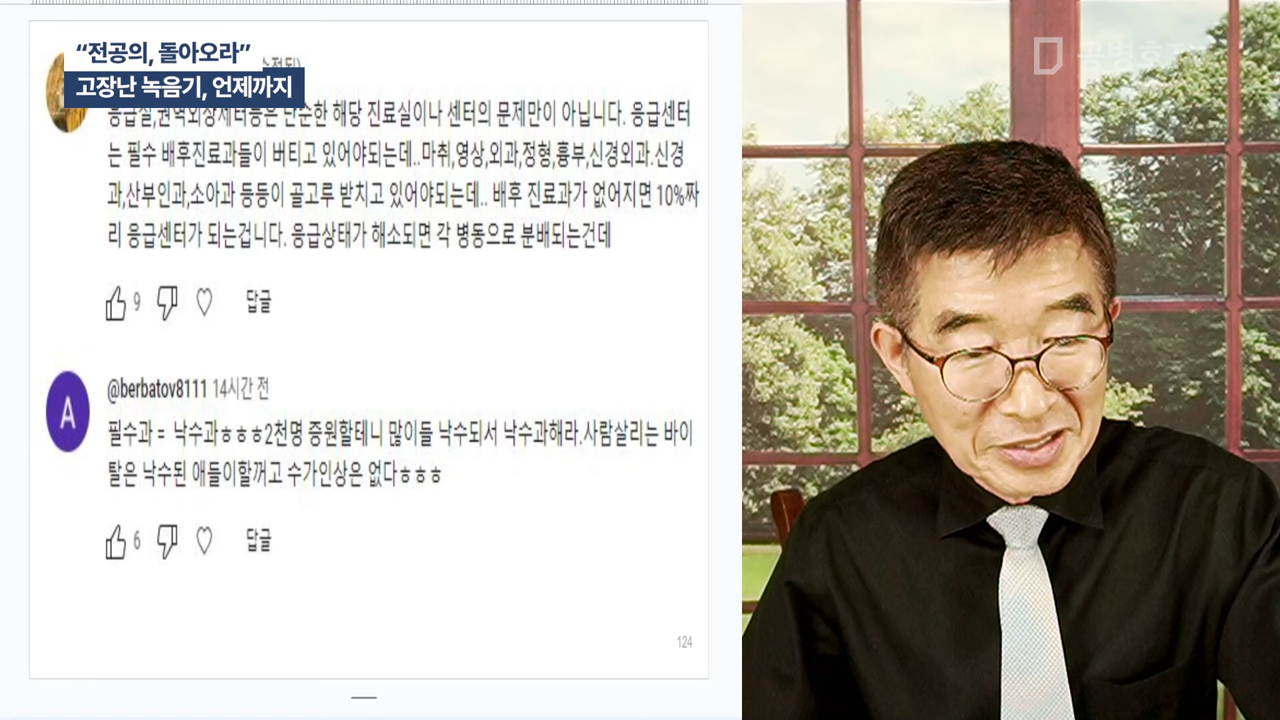 “전공의, 돌아오라”
고장난 녹음기, 언제까지
응급실,권역외상센터등은 단순한 해당 진료실이나 센터의 문제만이 아닙니다. 응급센터
는 필수 배후진료과들이 버티고 있어야되는데..마취,영상,외과,정형,흉부,신경외과.신경
과,산부인과,소아과 등등이 골고루 받치고 있어야되는데.. 배후 진료과가 없어지면 10%짜
리 응급센터가 되는겁니다. 응급상태가 해소되면 각 병동으로 분배되는건데
9 답글
A
@berbatov8111 14시간 전
필수과 = 낙수과ㅎㅎㅎ2천명 증원할테니 많이들 낙수되서 낙수과해라.사람살리는 바이
탈은 낙수된 애들이할꺼고 수가인상은 없다ㅎㅎㅎ
6 답글
124